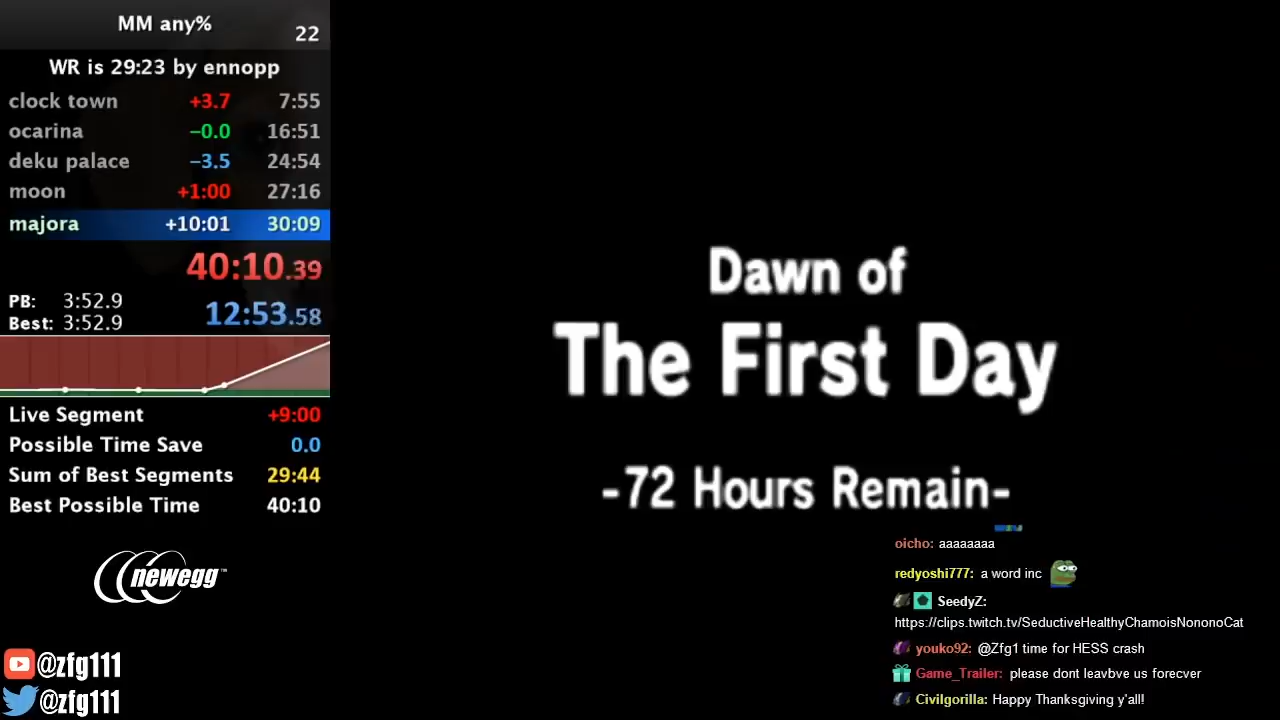 MM any%
22
WR is 29:23 by ennopp
clock town +3.7 7:55
ocarina −0.0 16:51
deku palace −3.5 24:54
moon +1:00 27:16
majora +10:01 30:09
40:10.39
PB: 3:52.9
Best: 3:52.9
12:53.58
Live Segment +9:00
Possible Time Save 0.0
Sum of Best Segments 29:44
Best Possible Time 40:10
newegg™
@zfg111
@zfg111
Dawn of
The First Day
-72 Hours Remain-
oicho: aaaaaaaa
redyoshi777: a word inc
SeedyZ:
https://clips.twitch.tv/SeductiveHealthyChamoisNononoCat
youko92: @Zfg1 time for HESS crash
Game_Trailer: please dont leavbve us forecver
Civilgorilla: Happy Thanksgiving y'all!